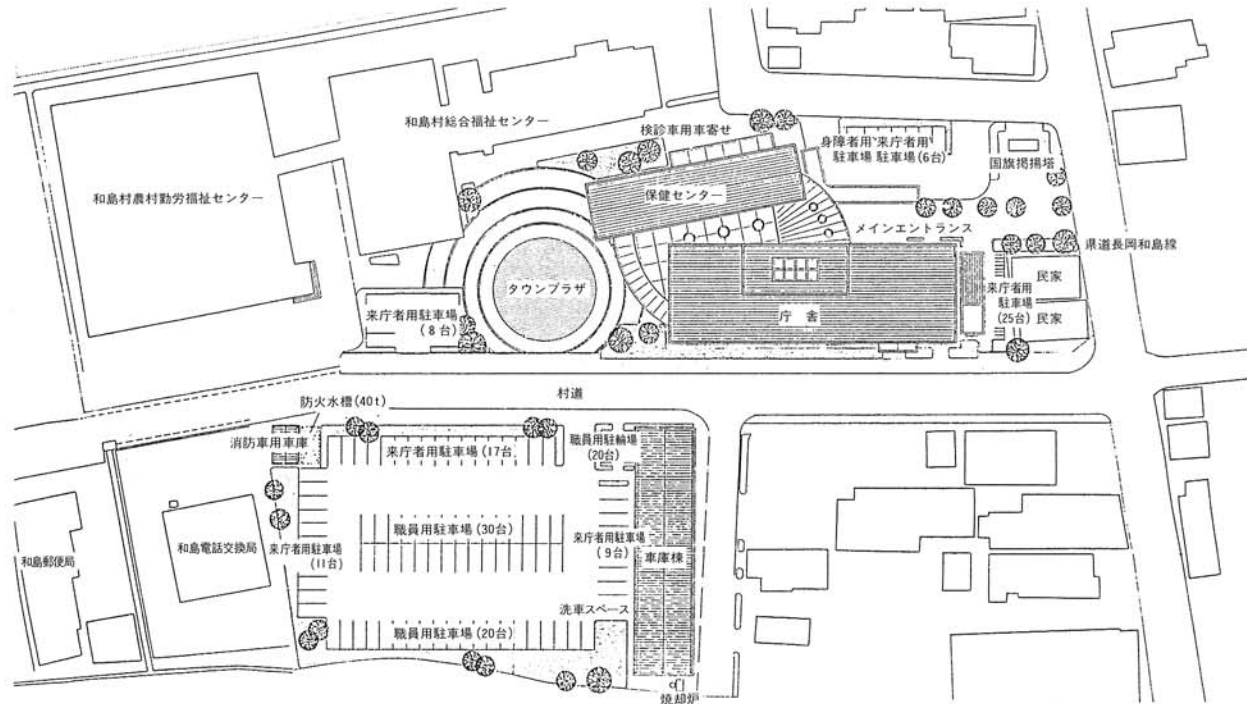 和島村総合福祉センター
検診車用車寄せ
身障者用
駐車場
来庁者用
駐車場(6台)
国旗掲揚塔
和島村農村勤労福祉センター
保健センター
メインエントランス
県道長岡和島線
タウンプラザ
民家
来庁者用
駐車場
(25台)
民家
来庁者用駐車場
(8台)
庁舎
村道
防火水槽(40t)
消防車用車庫
来庁者用駐車場(17台
職員用駐輪場
(20台)
職員用駐車場(30台)
和島郵便局
和島電話交換局
来庁者用駐車場
(11台)
来庁者用駐車場
(9台)
車庫棟
洗車スペース
職員用駐車場(20台)
焼却炉